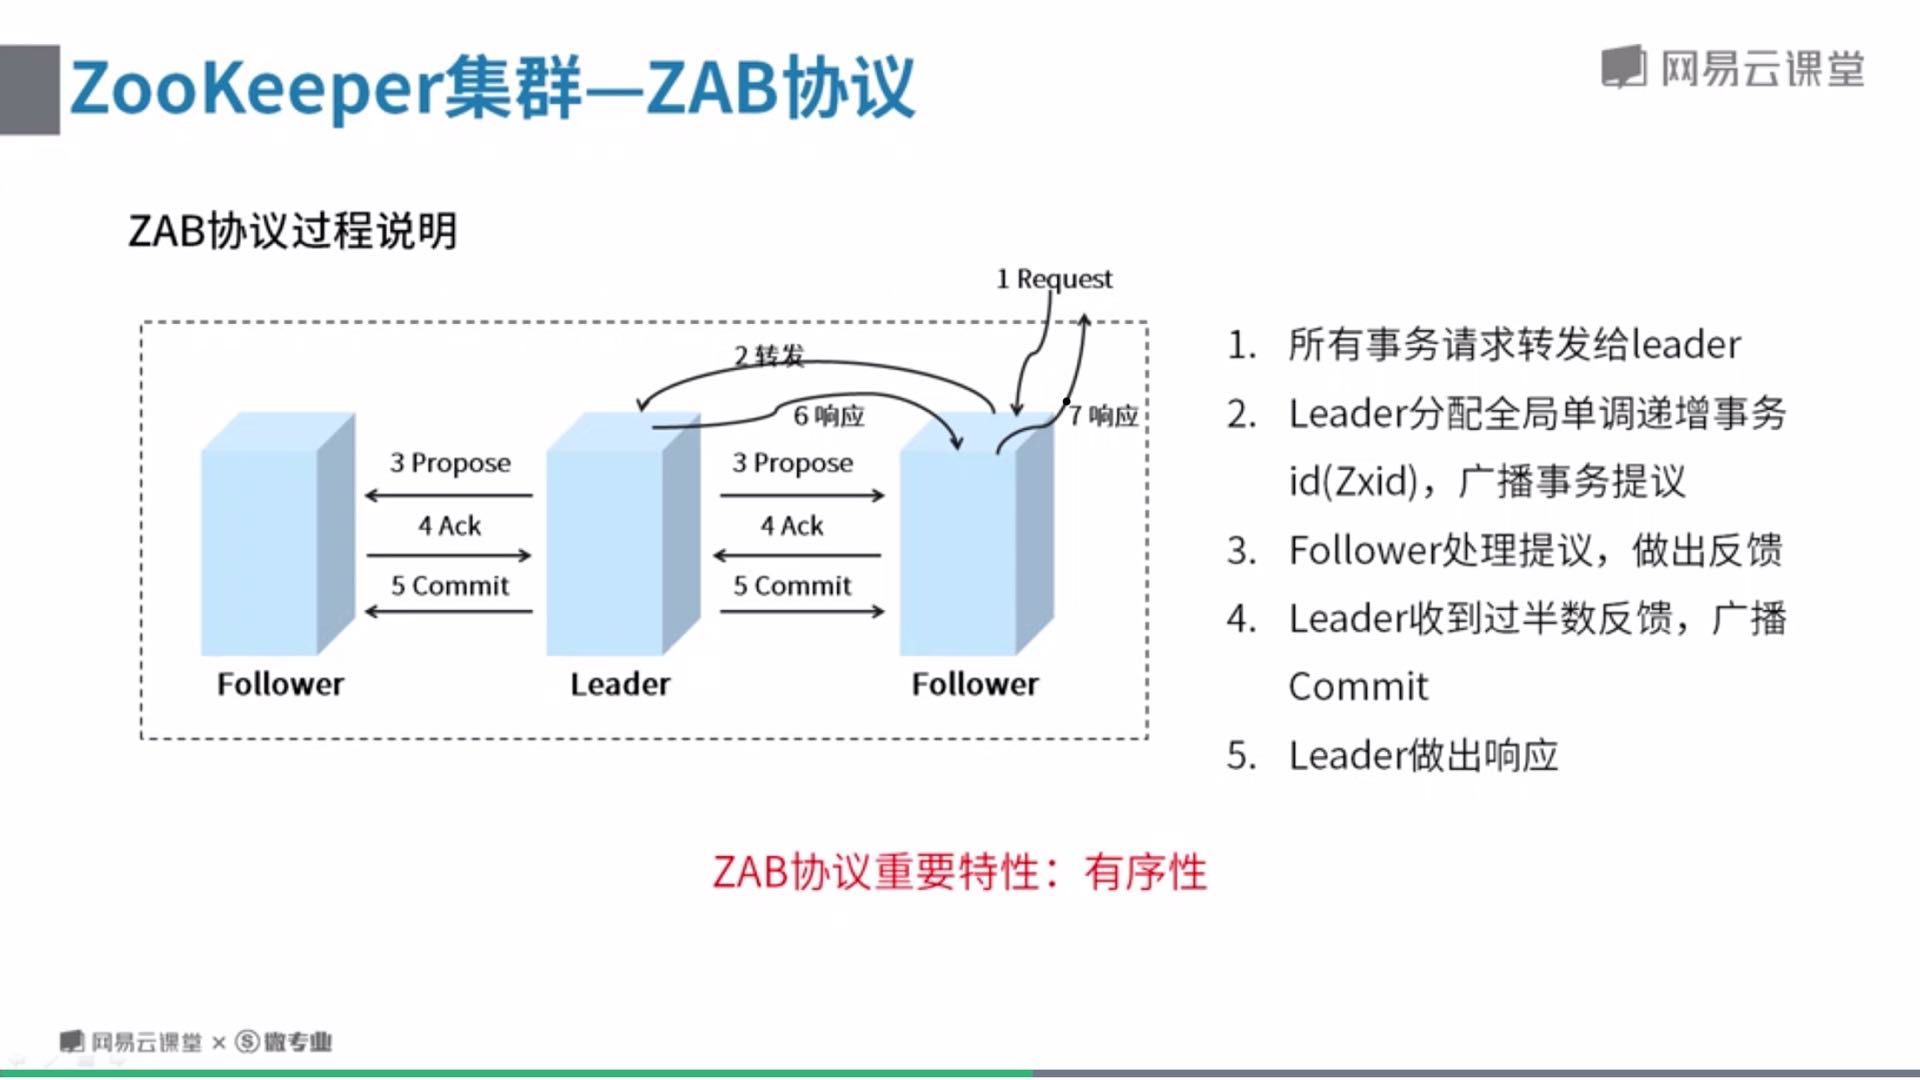 ZooKeeper集群—ZAB协议
网易云课堂
ZAB协议过程说明
1 Request
2 转发
6 响应
7 响应
3 Propose
3 Propose
4 Ack
4 Ack
5 Commit
5 Commit
Follower
Leader
Follower
1. 所有事务请求转发给leader
2. Leader分配全局单调递增事务
id(Zxid)，广播事务提议
3. Follower处理提议，做出反馈
4. Leader收到过半数反馈，广播
Commit
5. Leader做出响应
ZAB协议重要特性：有序性
网易云课堂 × Ⓢ微专业